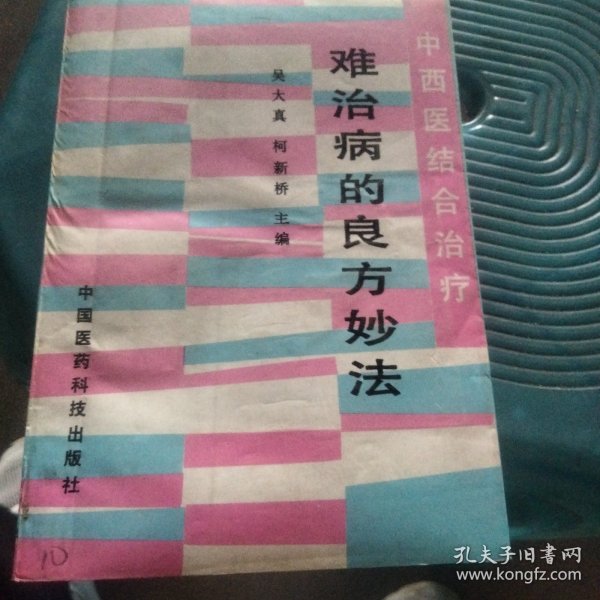 中西医结合治疗
难治病的良方妙法
吴大真 柯新桥 主编
中国医药科技出版社
10
孔夫子旧书网
www.kongfz.com